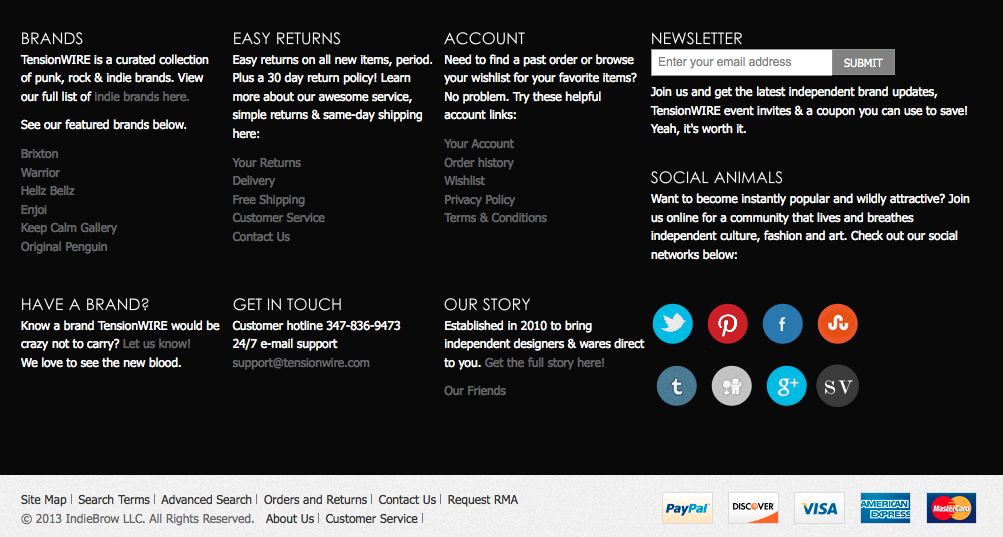 BRANDS
TensionWIRE is a curated collection
of punk, rock & indie brands. View
our full list of indie brands here.
See our featured brands below.
Brixton
Warrior
Hellz Bellz
Enjoi
Keep Calm Gallery
Original Penguin
EASY RETURNS
Easy returns on all new items, period.
Plus a 30 day return policy! Learn
more about our awesome service,
simple returns & same-day shipping
here:
Your Returns
Delivery
Free Shipping
Customer Service
Contact Us
ACCOUNT
Need to find a past order or browse
your wishlist for your favorite items?
No problem. Try these helpful
account links:
Your Account
Order history
Wishlist
Privacy Policy
Terms & Conditions
NEWSLETTER
Enter your email address SUBMIT
Join us and get the latest independent brand updates,
TensionWIRE event invites & a coupon you can use to save!
Yeah, it's worth it.
SOCIAL ANIMALS
Want to become instantly popular and wildly attractive? Join
us online for a community that lives and breathes
independent culture, fashion and art. Check out our social
networks below:
HAVE A BRAND?
Know a brand TensionWIRE would be
crazy not to carry? Let us know!
We love to see the new blood.
GET IN TOUCH
Customer hotline 347-836-9473
24/7 e-mail support
support@tensionwire.com
OUR STORY
Established in 2010 to bring
independent designers & wares direct
to you. Get the full story here!
Our Friends
f
t g+ SV
Site Map | Search Terms | Advanced Search | Orders and Returns | Contact Us | Request RMA
© 2013 IndieBrow LLC. All Rights Reserved. About Us | Customer Service |
PayPal DISCOVER VISA AMERICAN EXPRESS MasterCard